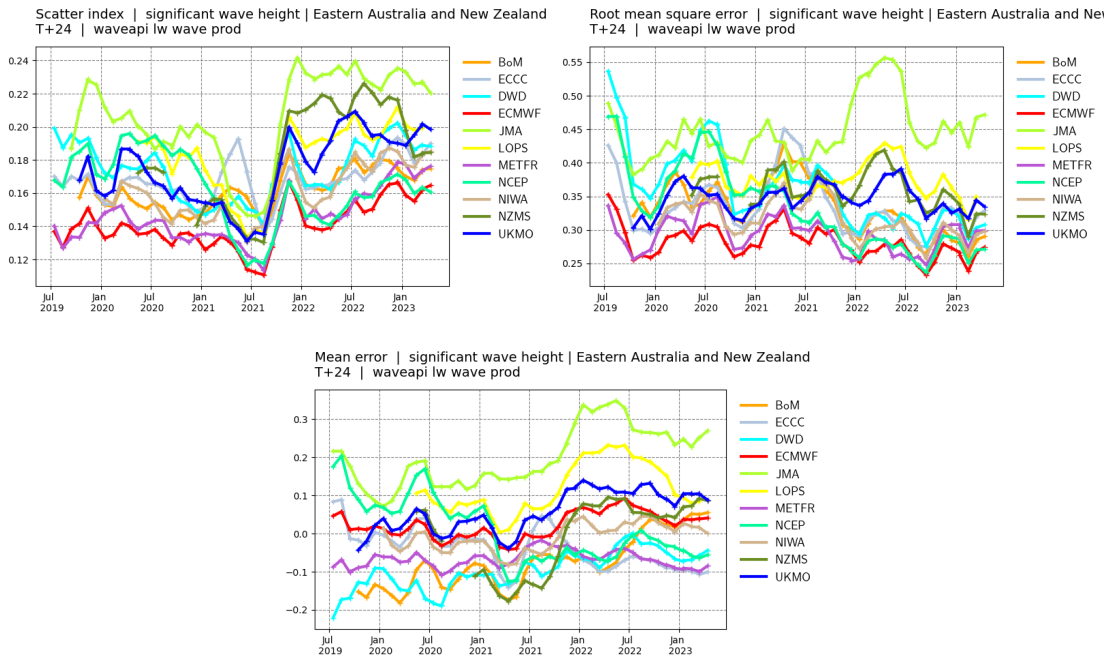 Scatter index | significant wave height | Eastern Australia and New Zealand
T+24 | waveapi lw wave prod
0.24
0.22
0.20
0.18
0.16
0.14
0.12
Jul 2019
Jan 2020
Jul 2020
Jan 2021
Jul 2021
Jan 2022
Jul 2022
Jan 2023
BoM
ECCC
DWD
ECMWF
JMA
LOPS
METFR
NCEP
NIWA
NZMS
UKMO
Root mean square error | significant wave height | Eastern Australia and New
T+24 | waveapi lw wave prod
0.55
0.50
0.45
0.40
0.35
0.30
0.25
Jul 2019
Jan 2020
Jul 2020
Jan 2021
Jul 2021
Jan 2022
Jul 2022
Jan 2023
BoM
ECCC
DWD
ECMWF
JMA
LOPS
METFR
NCEP
NIWA
NZMS
UKMO
Mean error | significant wave height | Eastern Australia and New Zealand
T+24 | waveapi lw wave prod
0.3
0.2
0.1
0.0
−0.1
−0.2
Jul 2019
Jan 2020
Jul 2020
Jan 2021
Jul 2021
Jan 2022
Jul 2022
Jan 2023
BoM
ECCC
DWD
ECMWF
JMA
LOPS
METFR
NCEP
NIWA
NZMS
UKMO